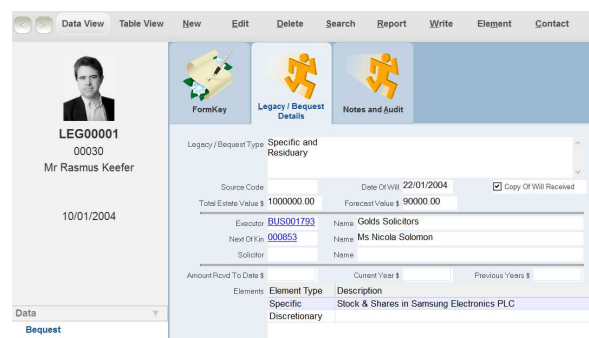 Data View Table View New Edit Delete Search Report Write Element Contact
LEG00001
00030
Mr Rasmus Keefer
10/01/2004
Data
Bequest
FormKey
Legacy / Bequest
Details
Notes and Audit
Legacy / Bequest Type Specific and
Residuary
Source Code Date Of Will 22/01/2004 Copy Of Will Received
Total Estate Value $ 1000000.00 Forecast Value $ 90000.00
Executor BUS001793 Name Golds Solicitors
Next Of Kin 000853 Name Ms Nicola Solomon
Solicitor Name
Amount Rcvd To Date $ Current Year $ Previous Years $
Elements Element Type Description
Specific Stock & Shares in Samsung Electronics PLC
Discretionary